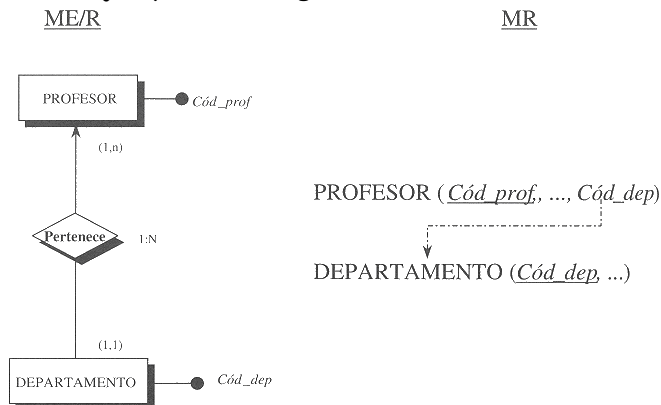 ME/R
MR
PROFESOR
Cód_prof
(1,n)
PROFESOR (Cód_prof,, ..., Cód_dep)
Pertenece
1:N
DEPARTAMENTO (Cód_dep, ...)
(1,1)
DEPARTAMENTO
Cód_dep